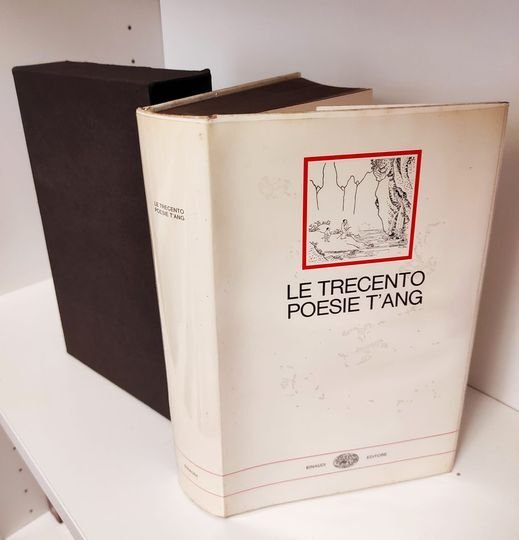 LE TRECENTO
POESIE T'ANG
LE TRECENTO
POESIE T'ANG
EINAUDI
EINAUDI EDITORE